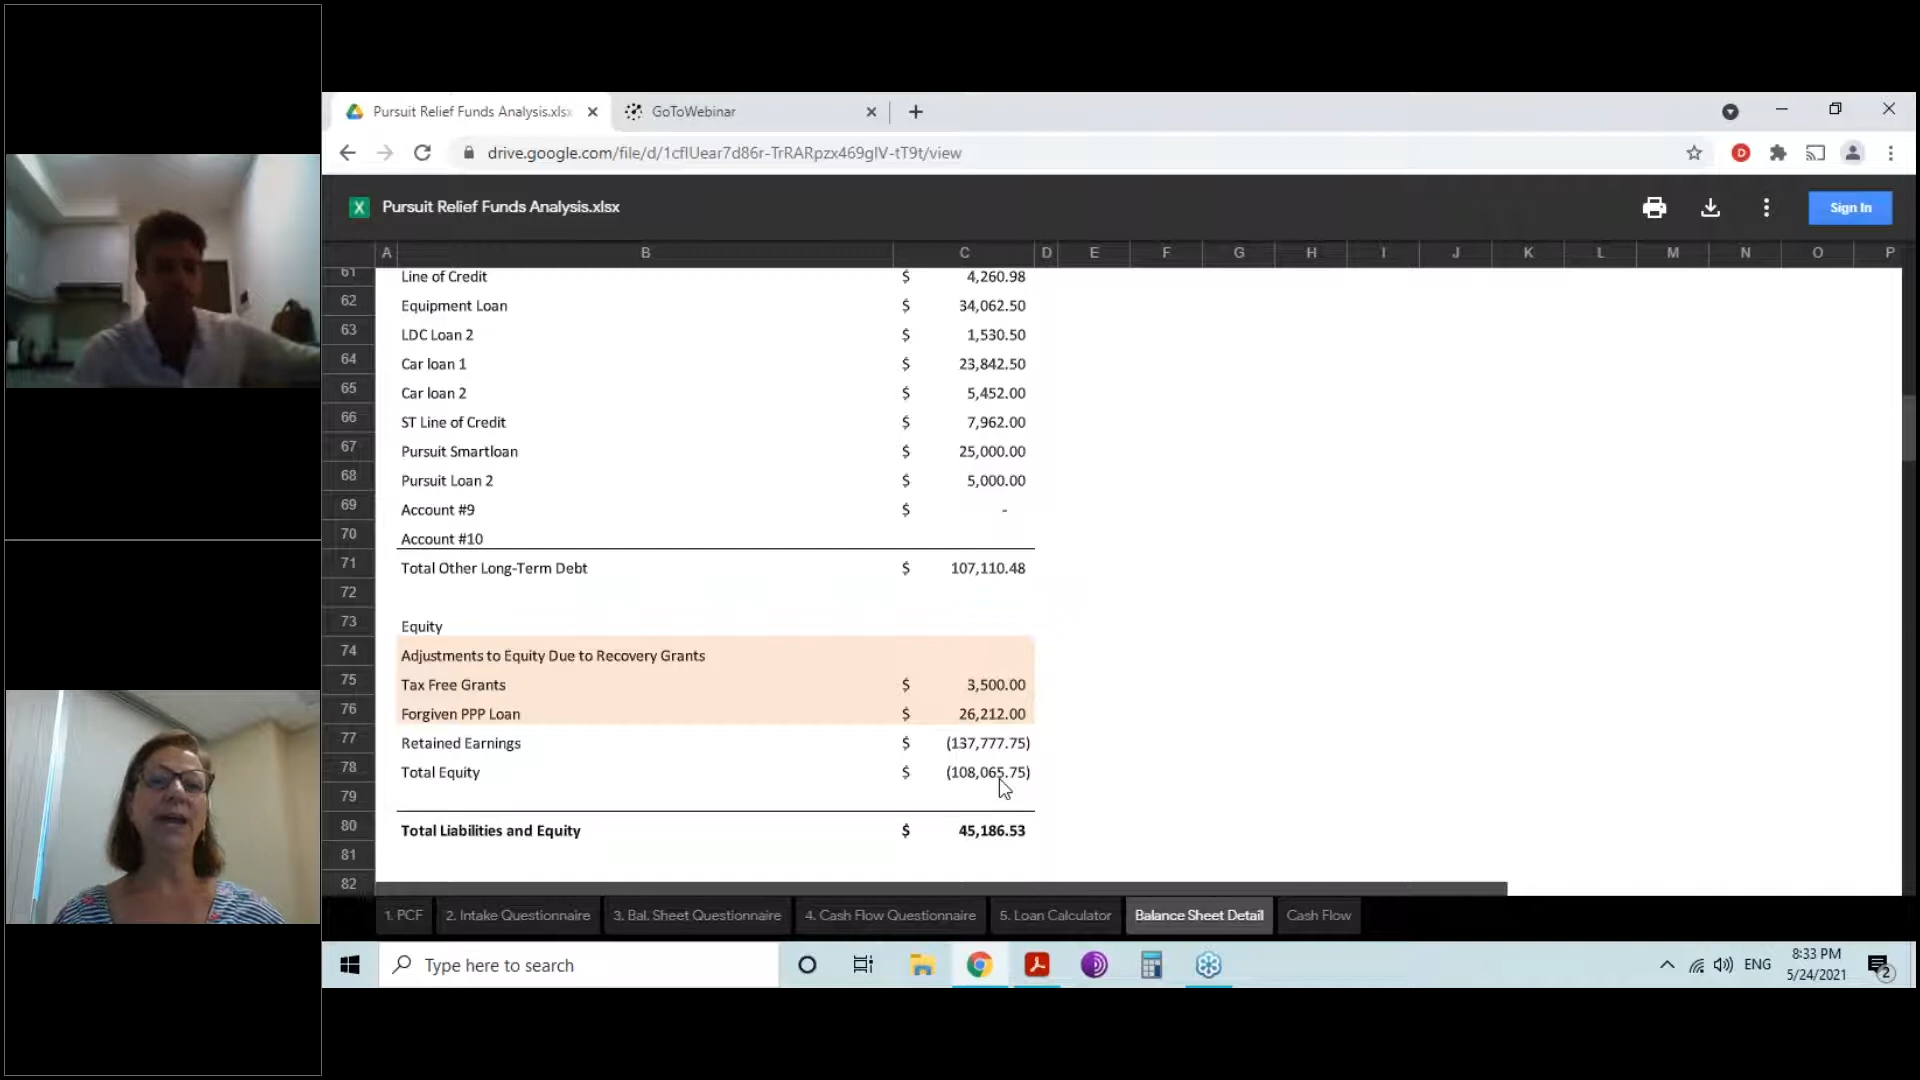 Pursuit Relief Funds Analysis.xlsx
GoToWebinar
drive.google.com/file/d/1cflUear7d86r-TrRARpzx469glV-tT9t/view
D
Pursuit Relief Funds Analysis.xlsx
Sign In
A B C D E F G H I J K L M N O P
61 Line of Credit $ 4,260.98
62 Equipment Loan $ 34,062.50
63 LDC Loan 2 $ 1,530.50
64 Car loan 1 $ 23,842.50
65 Car loan 2 $ 5,452.00
66 ST Line of Credit $ 7,962.00
67 Pursuit Smartloan $ 25,000.00
68 Pursuit Loan 2 $ 5,000.00
69 Account #9 $ -
70 Account #10
71 Total Other Long-Term Debt $ 107,110.48
72
73 Equity
74 Adjustments to Equity Due to Recovery Grants
75 Tax Free Grants $ 3,500.00
76 Forgiven PPP Loan $ 26,212.00
77 Retained Earnings $ (137,777.75)
78 Total Equity $ (108,065.75)
79
80 Total Liabilities and Equity $ 45,186.53
81
82
1. PCF 2. Intake Questionnaire 3. Bal. Sheet Questionnaire 4. Cash Flow Questionnaire 5. Loan Calculator Balance Sheet Detail Cash Flow
Type here to search
ENG
8:33 PM
5/24/2021
2